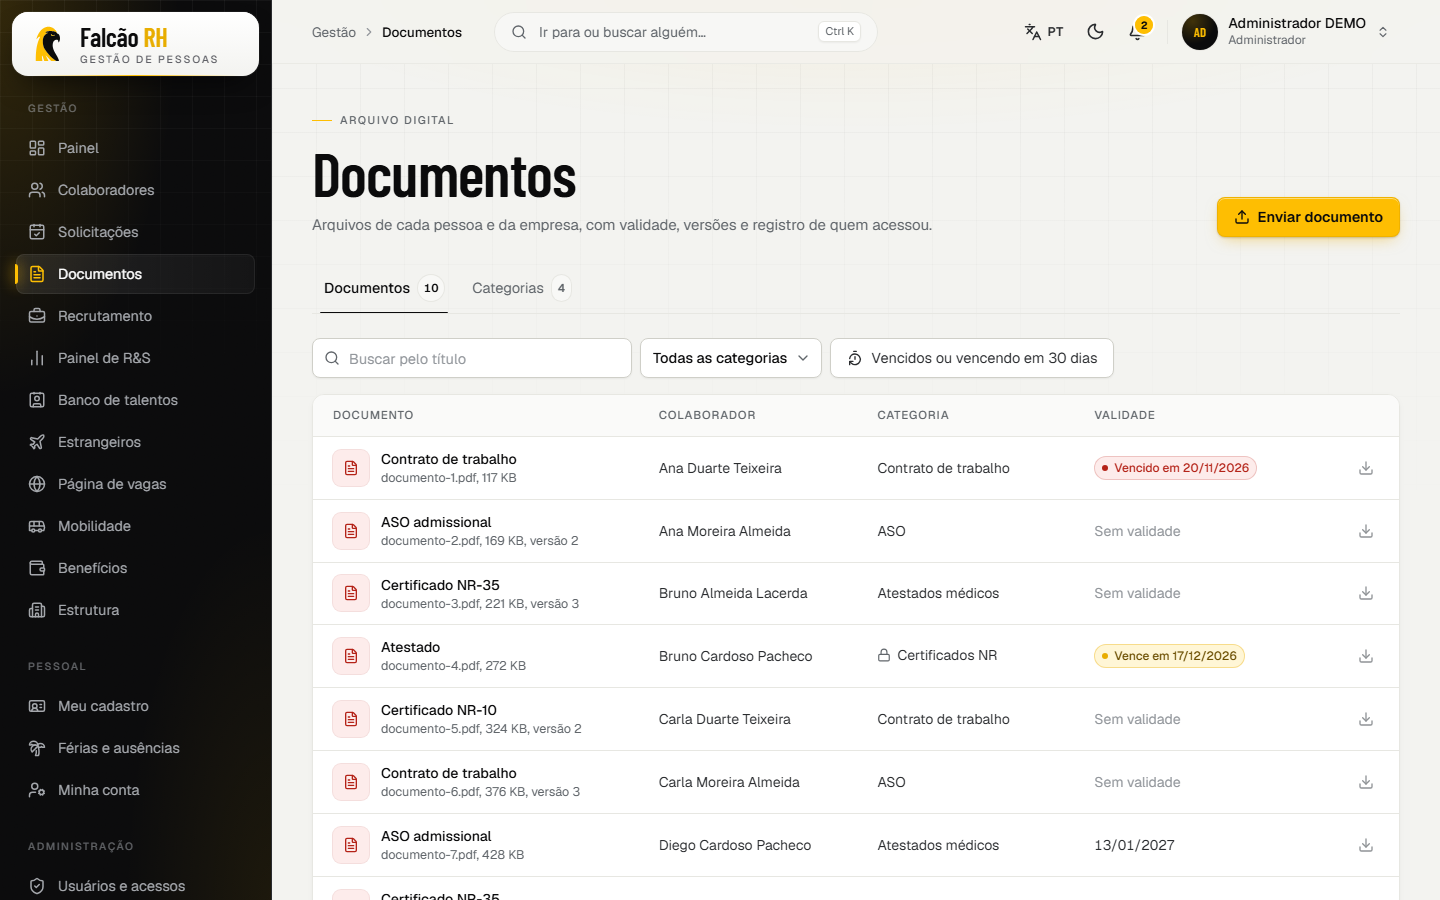 Falcão RH
GESTÃO DE PESSOAS
GESTÃO
Painel
Colaboradores
Solicitações
Documentos
Recrutamento
Painel de R&S
Banco de talentos
Estrangeiros
Página de vagas
Mobilidade
Benefícios
Estrutura
PESSOAL
Meu cadastro
Férias e ausências
Minha conta
ADMINISTRAÇÃO
Usuários e acessos
Gestão > Documentos
Ir para ou buscar alguém…
Ctrl K
PT
2
AD
Administrador DEMO
Administrador
ARQUIVO DIGITAL
Documentos
Arquivos de cada pessoa e da empresa, com validade, versões e registro de quem acessou.
Enviar documento
Documentos 10 Categorias 4
Buscar pelo título
Todas as categorias
Vencidos ou vencendo em 30 dias
DOCUMENTO COLABORADOR CATEGORIA VALIDADE
Contrato de trabalho
documento-1.pdf, 117 KB
Ana Duarte Teixeira
Contrato de trabalho
Vencido em 20/11/2026
ASO admissional
documento-2.pdf, 169 KB, versão 2
Ana Moreira Almeida
ASO
Sem validade
Certificado NR-35
documento-3.pdf, 221 KB, versão 3
Bruno Almeida Lacerda
Atestados médicos
Sem validade
Atestado
documento-4.pdf, 272 KB
Bruno Cardoso Pacheco
Certificados NR
Vence em 17/12/2026
Certificado NR-10
documento-5.pdf, 324 KB, versão 2
Carla Duarte Teixeira
Contrato de trabalho
Sem validade
Contrato de trabalho
documento-6.pdf, 376 KB, versão 3
Carla Moreira Almeida
ASO
Sem validade
ASO admissional
documento-7.pdf, 428 KB
Diego Cardoso Pacheco
Atestados médicos
13/01/2027
Certificado NR-35